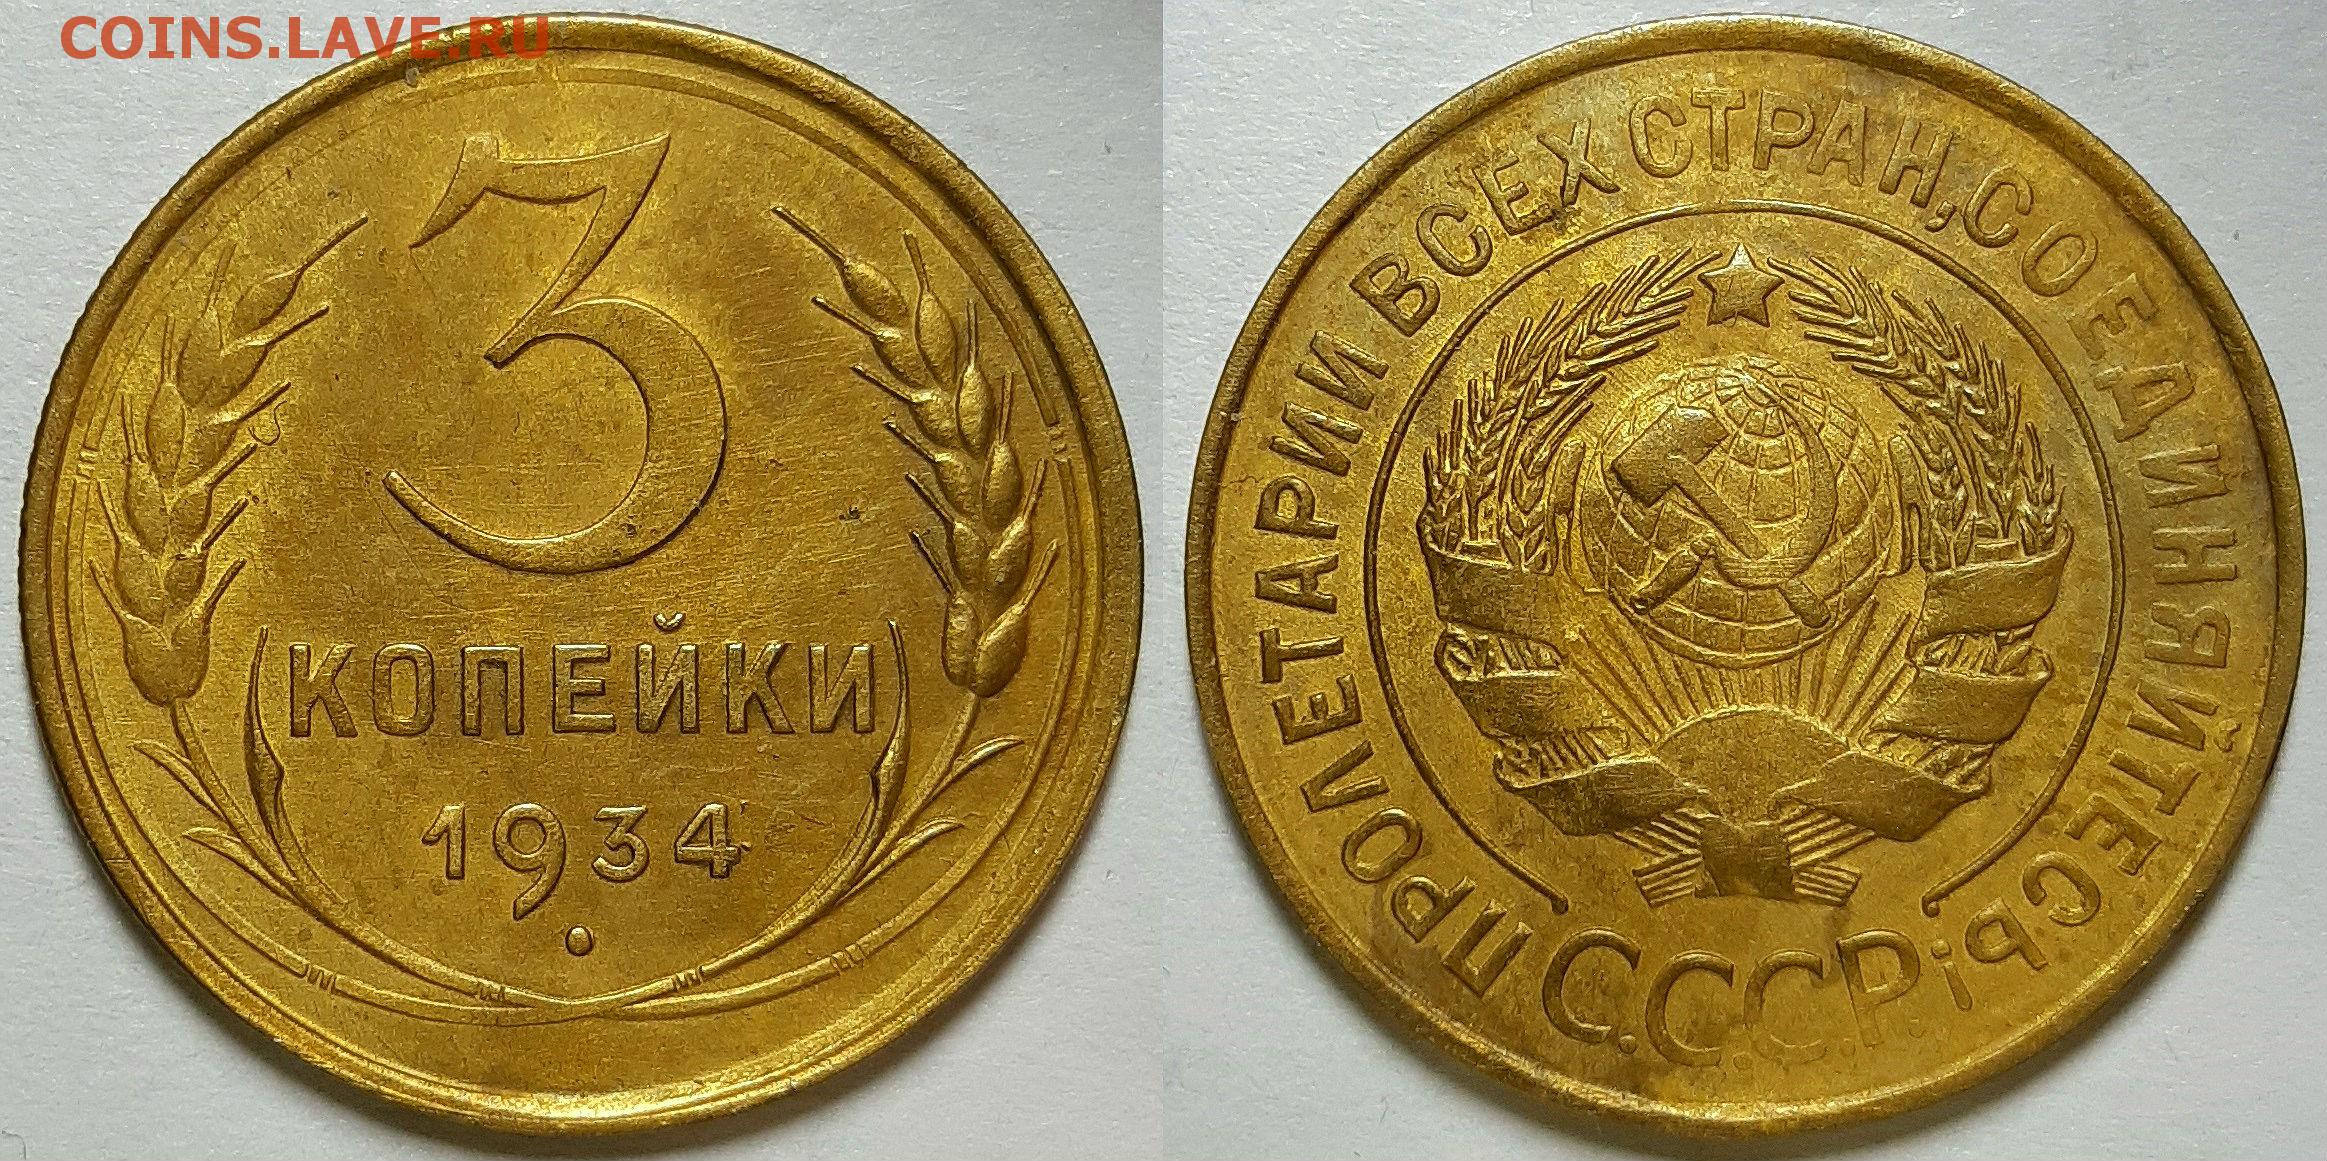 COINS.LAVE.RU
3
КОПЕЙКИ
1934
ПРОЛЕТАРИИ ВСЕХ СТРАН, СОЕДИНЯЙТЕСЬ!
С.С.С.Р.